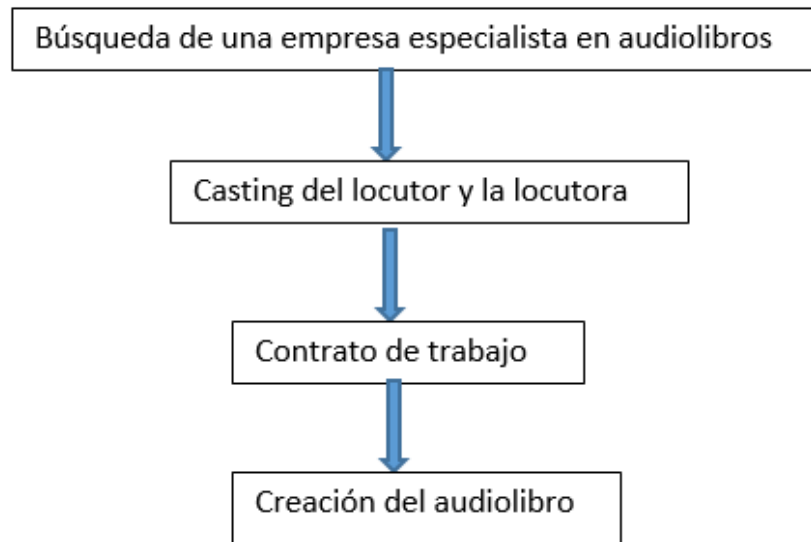 Búsqueda de una empresa especialista en audiolibros
Casting del locutor y la locutora
Contrato de trabajo
Creación del audiolibro